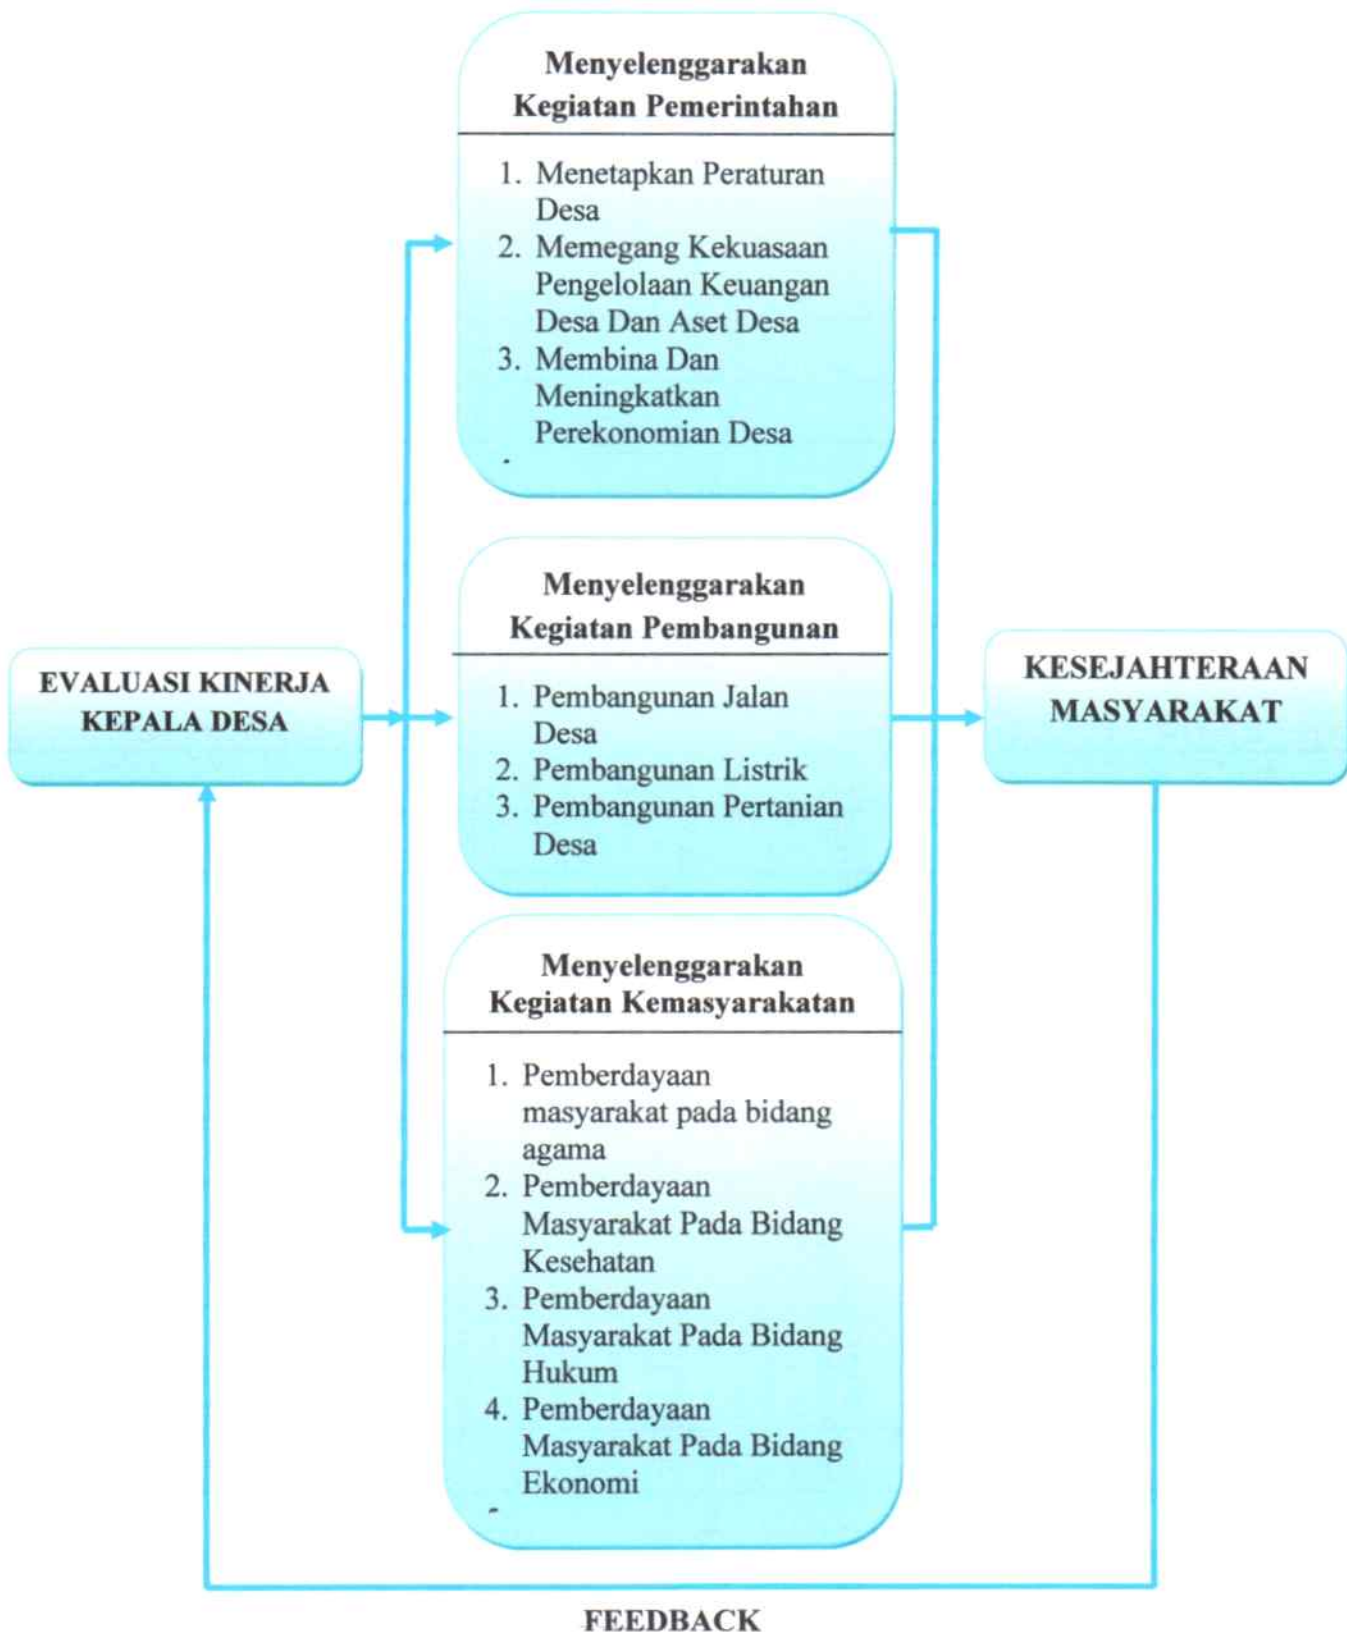 Menyelenggarakan
Kegiatan Pemerintahan
1. Menetapkan Peraturan
Desa
2. Memegang Kekuasaan
Pengelolaan Keuangan
Desa Dan Aset Desa
3. Membina Dan
Meningkatkan
Perekonomian Desa
EVALUASI KINERJA
KEPALA DESA
Menyelenggarakan
Kegiatan Pembangunan
1. Pembangunan Jalan
Desa
2. Pembangunan Listrik
3. Pembangunan Pertanian
Desa
KESEJAHTERAAN
MASYARAKAT
Menyelenggarakan
Kegiatan Kemasyarakatan
1. Pemberdayaan
masyarakat pada bidang
agama
2. Pemberdayaan
Masyarakat Pada Bidang
Kesehatan
3. Pemberdayaan
Masyarakat Pada Bidang
Hukum
4. Pemberdayaan
Masyarakat Pada Bidang
Ekonomi
FEEDBACK